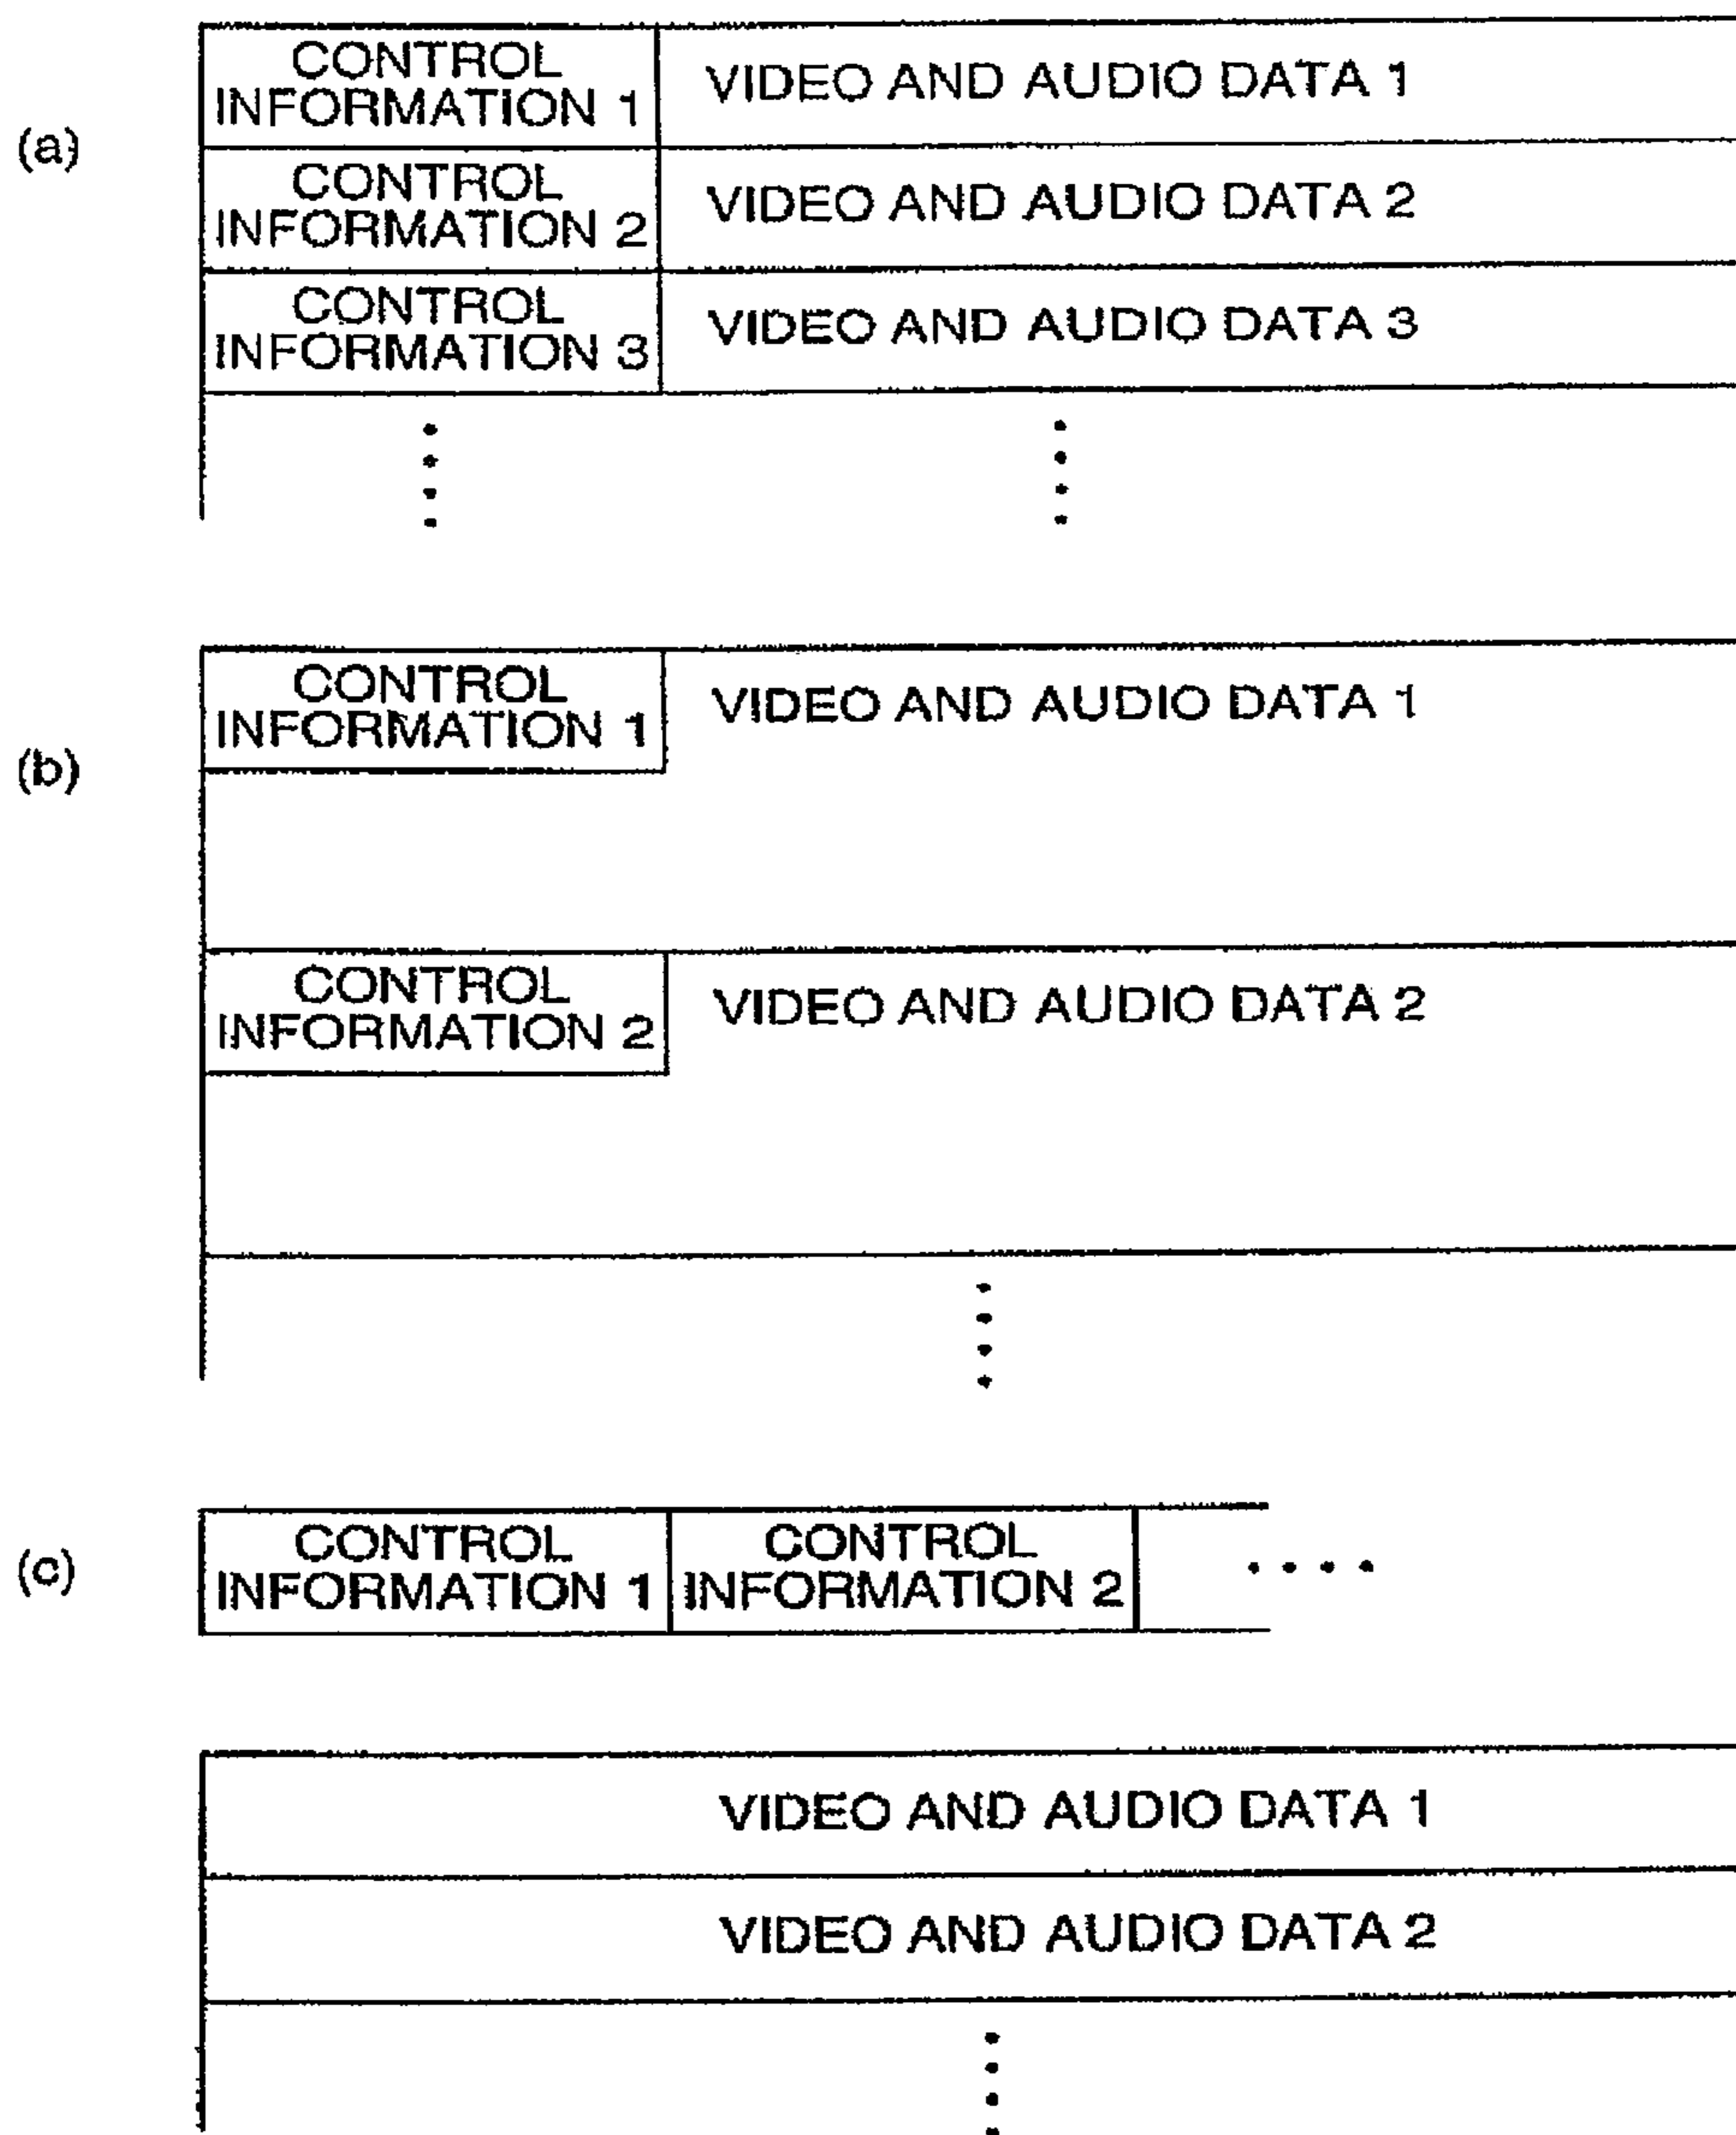 (a)
CONTROL
INFORMATION 1
VIDEO AND AUDIO DATA 1
CONTROL
INFORMATION 2
VIDEO AND AUDIO DATA 2
CONTROL
INFORMATION 3
VIDEO AND AUDIO DATA 3
(b)
CONTROL
INFORMATION 1
VIDEO AND AUDIO DATA 1
CONTROL
INFORMATION 2
VIDEO AND AUDIO DATA 2
(c)
CONTROL
INFORMATION 1
CONTROL
INFORMATION 2
VIDEO AND AUDIO DATA 1
VIDEO AND AUDIO DATA 2